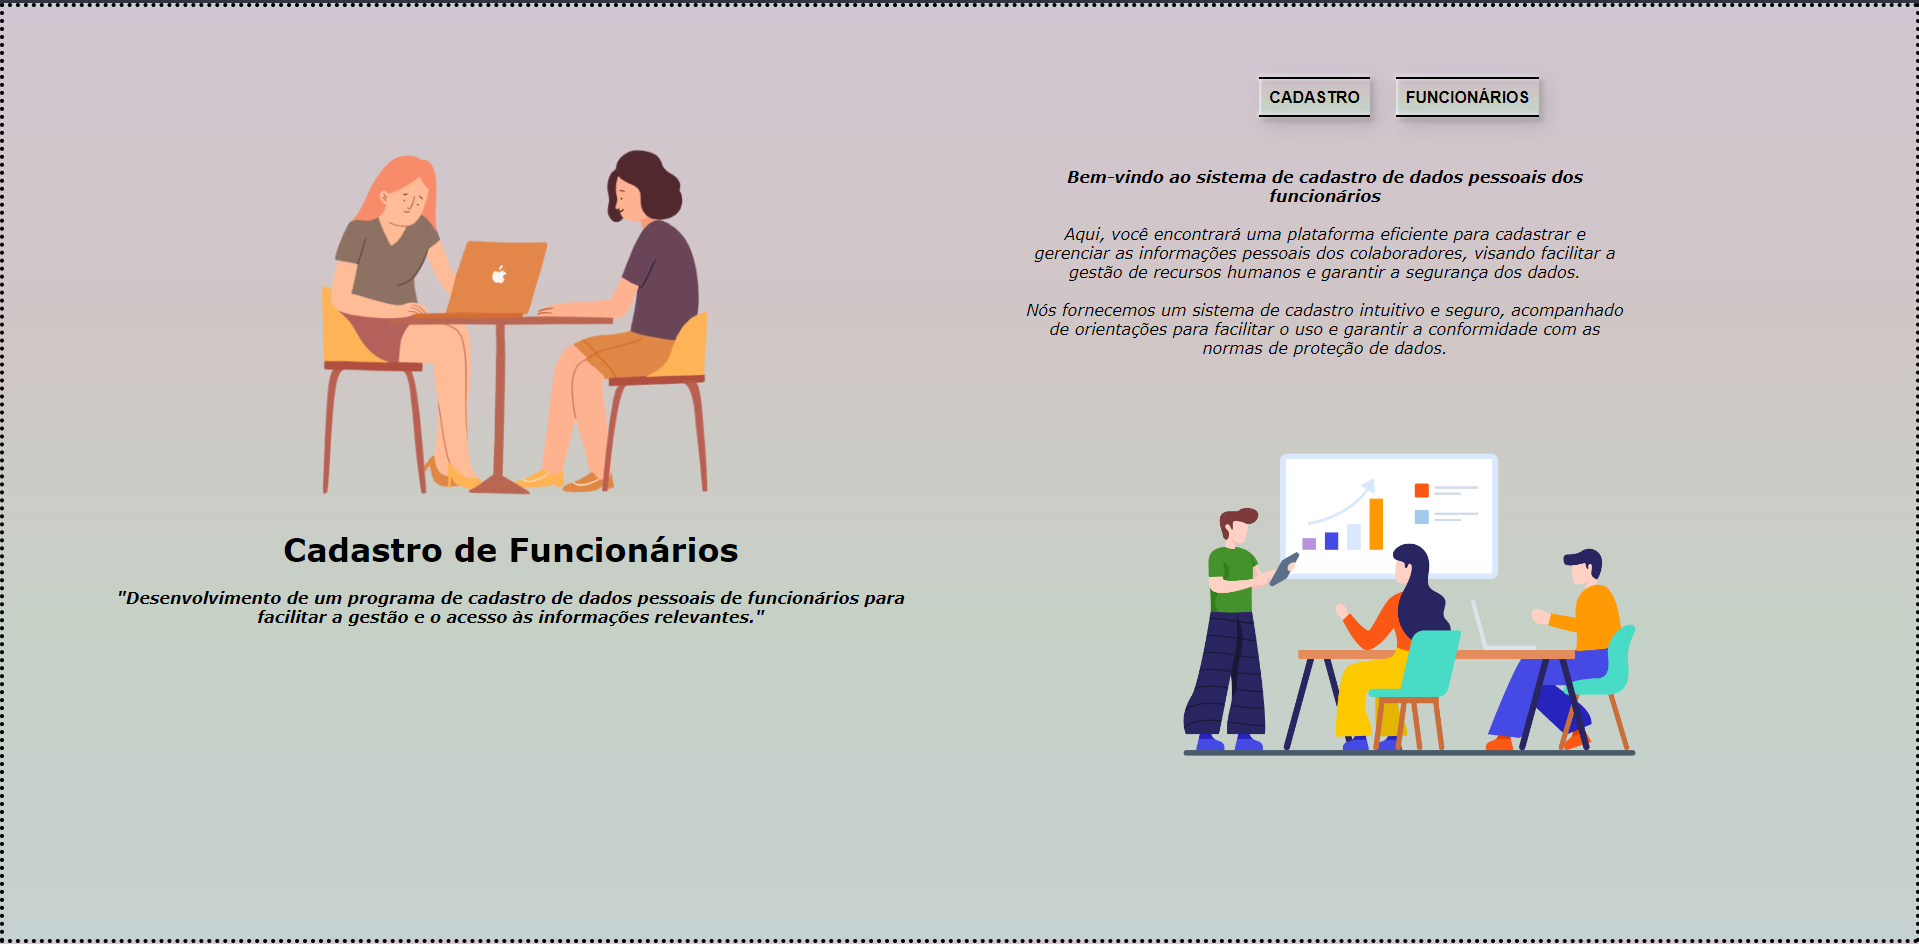 CADASTRO
FUNCIONÁRIOS
Bem-vindo ao sistema de cadastro de dados pessoais dos
funcionários
Aqui, você encontrará uma plataforma eficiente para cadastrar e
gerenciar as informações pessoais dos colaboradores, visando facilitar a
gestão de recursos humanos e garantir a segurança dos dados.
Nós fornecemos um sistema de cadastro intuitivo e seguro, acompanhado
de orientações para facilitar o uso e garantir a conformidade com as
normas de proteção de dados.
Cadastro de Funcionários
"Desenvolvimento de um programa de cadastro de dados pessoais de funcionários para
facilitar a gestão e o acesso às informações relevantes."